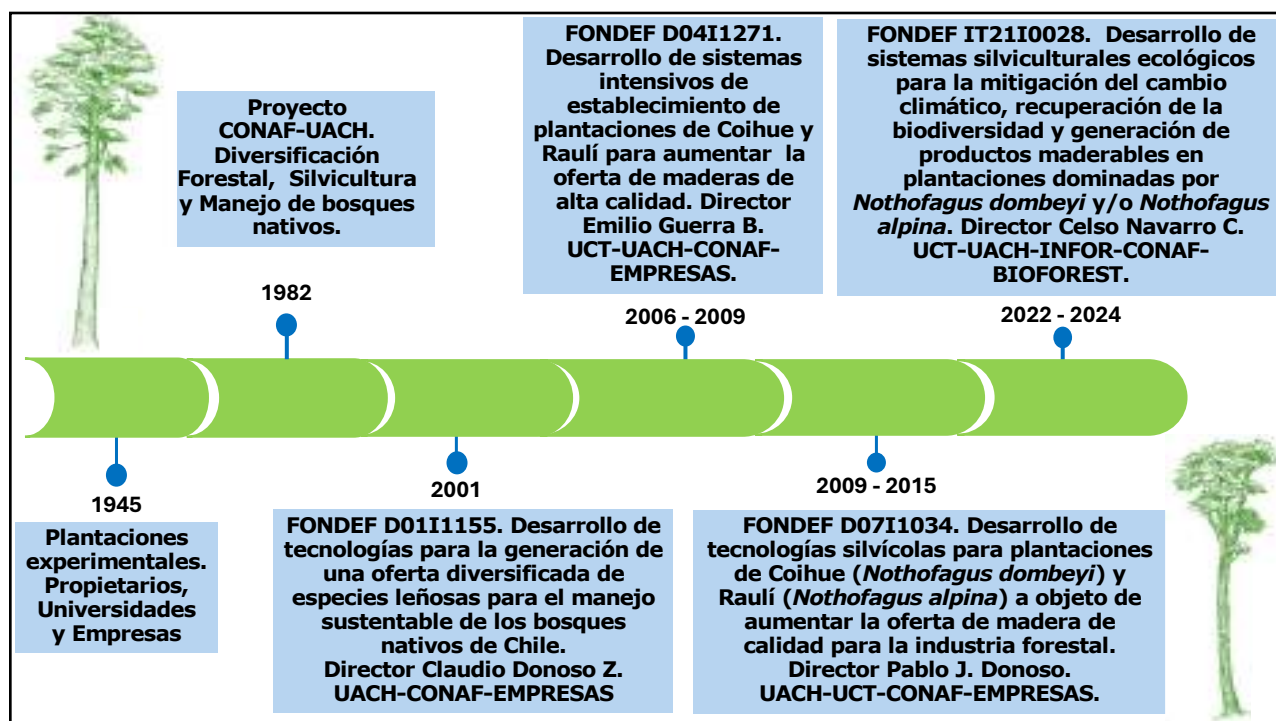 Proyecto
CONAF-UACH.
Diversificación
Forestal, Silvicultura
y Manejo de bosques
nativos.
1982
FONDEF D04I1271.
Desarrollo de sistemas
intensivos de
establecimiento de
plantaciones de Coihue y
Raulí para aumentar la
oferta de maderas de
alta calidad. Director
Emilio Guerra B.
UCT-UACH-CONAF-
EMPRESAS.
2006 - 2009
FONDEF IT21I0028. Desarrollo de
sistemas silviculturales ecológicos
para la mitigación del cambio
climático, recuperación de la
biodiversidad y generación de
productos maderables en
plantaciones dominadas por
Nothofagus dombeyi y/o Nothofagus
alpina. Director Celso Navarro C.
UCT-UACH-INFOR-CONAF-
BIOFOREST.
2022 - 2024
1945
Plantaciones
experimentales.
Propietarios,
Universidades
y Empresas
2001
FONDEF D01I1155. Desarrollo de
tecnologías para la generación de
una oferta diversificada de
especies leñosas para el manejo
sustentable de los bosques
nativos de Chile.
Director Claudio Donoso Z.
UACH-CONAF-EMPRESAS
2009 - 2015
FONDEF D07I1034. Desarrollo de
tecnologías silvícolas para plantaciones
de Coihue (Nothofagus dombeyi) y
Raulí (Nothofagus alpina) a objeto de
aumentar la oferta de madera de
calidad para la industria forestal.
Director Pablo J. Donoso.
UACH-UCT-CONAF-EMPRESAS.